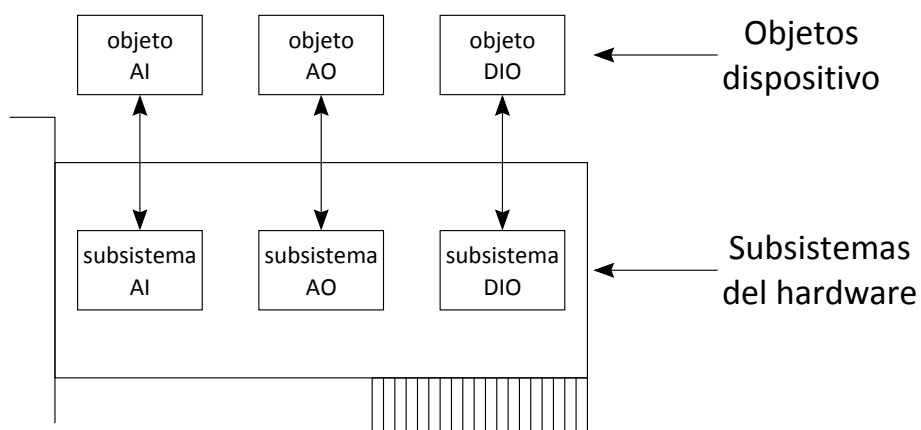 objeto
AI
objeto
AO
objeto
DIO
Objetos
dispositivo
subsistema
AI
subsistema
AO
subsistema
DIO
Subsistemas
del hardware